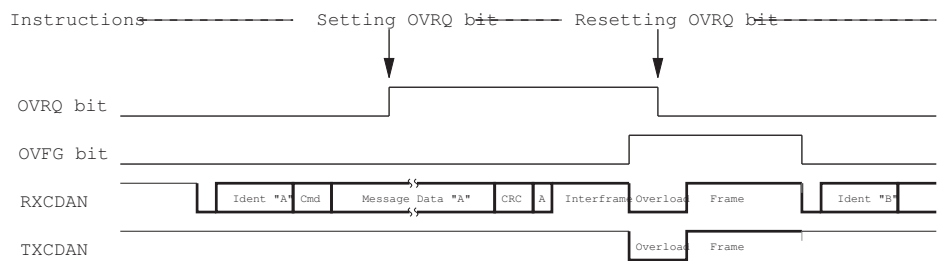 Instructions Setting OVRQ bit Resetting OVRQ bit
OVRQ bit
OVFG bit
RXCDAN Ident "A" Cmd Message Data "A" CRC A Interframe Overload Frame Ident "B"
TXCDAN Overload Frame